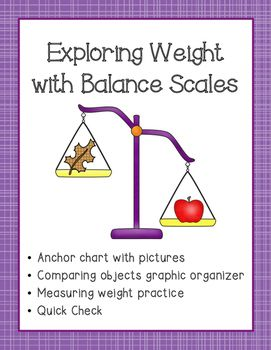 Exploring Weight
with Balance Scales
• Anchor chart with pictures
• Comparing objects graphic organizer
• Measuring weight practice
• Quick Check